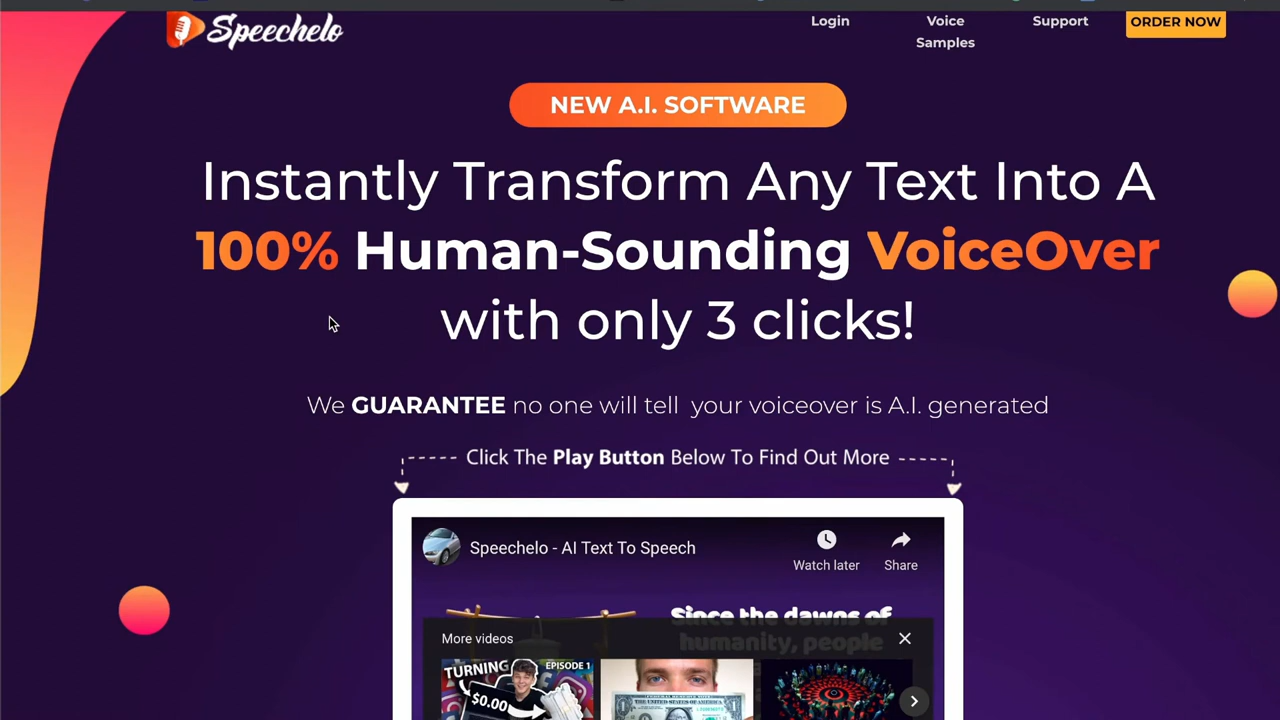 Speechelo
Login
Voice
Samples
Support
ORDER NOW
NEW A.I. SOFTWARE
Instantly Transform Any Text Into A
100% Human-Sounding VoiceOver
with only 3 clicks!
We GUARANTEE no one will tell your voiceover is A.I. generated
Click The Play Button Below To Find Out More
Speechelo - AI Text To Speech
Watch later
Share
Since the dawns of
humanity, people
More videos
TURNING
$0.00
EPISODE 1